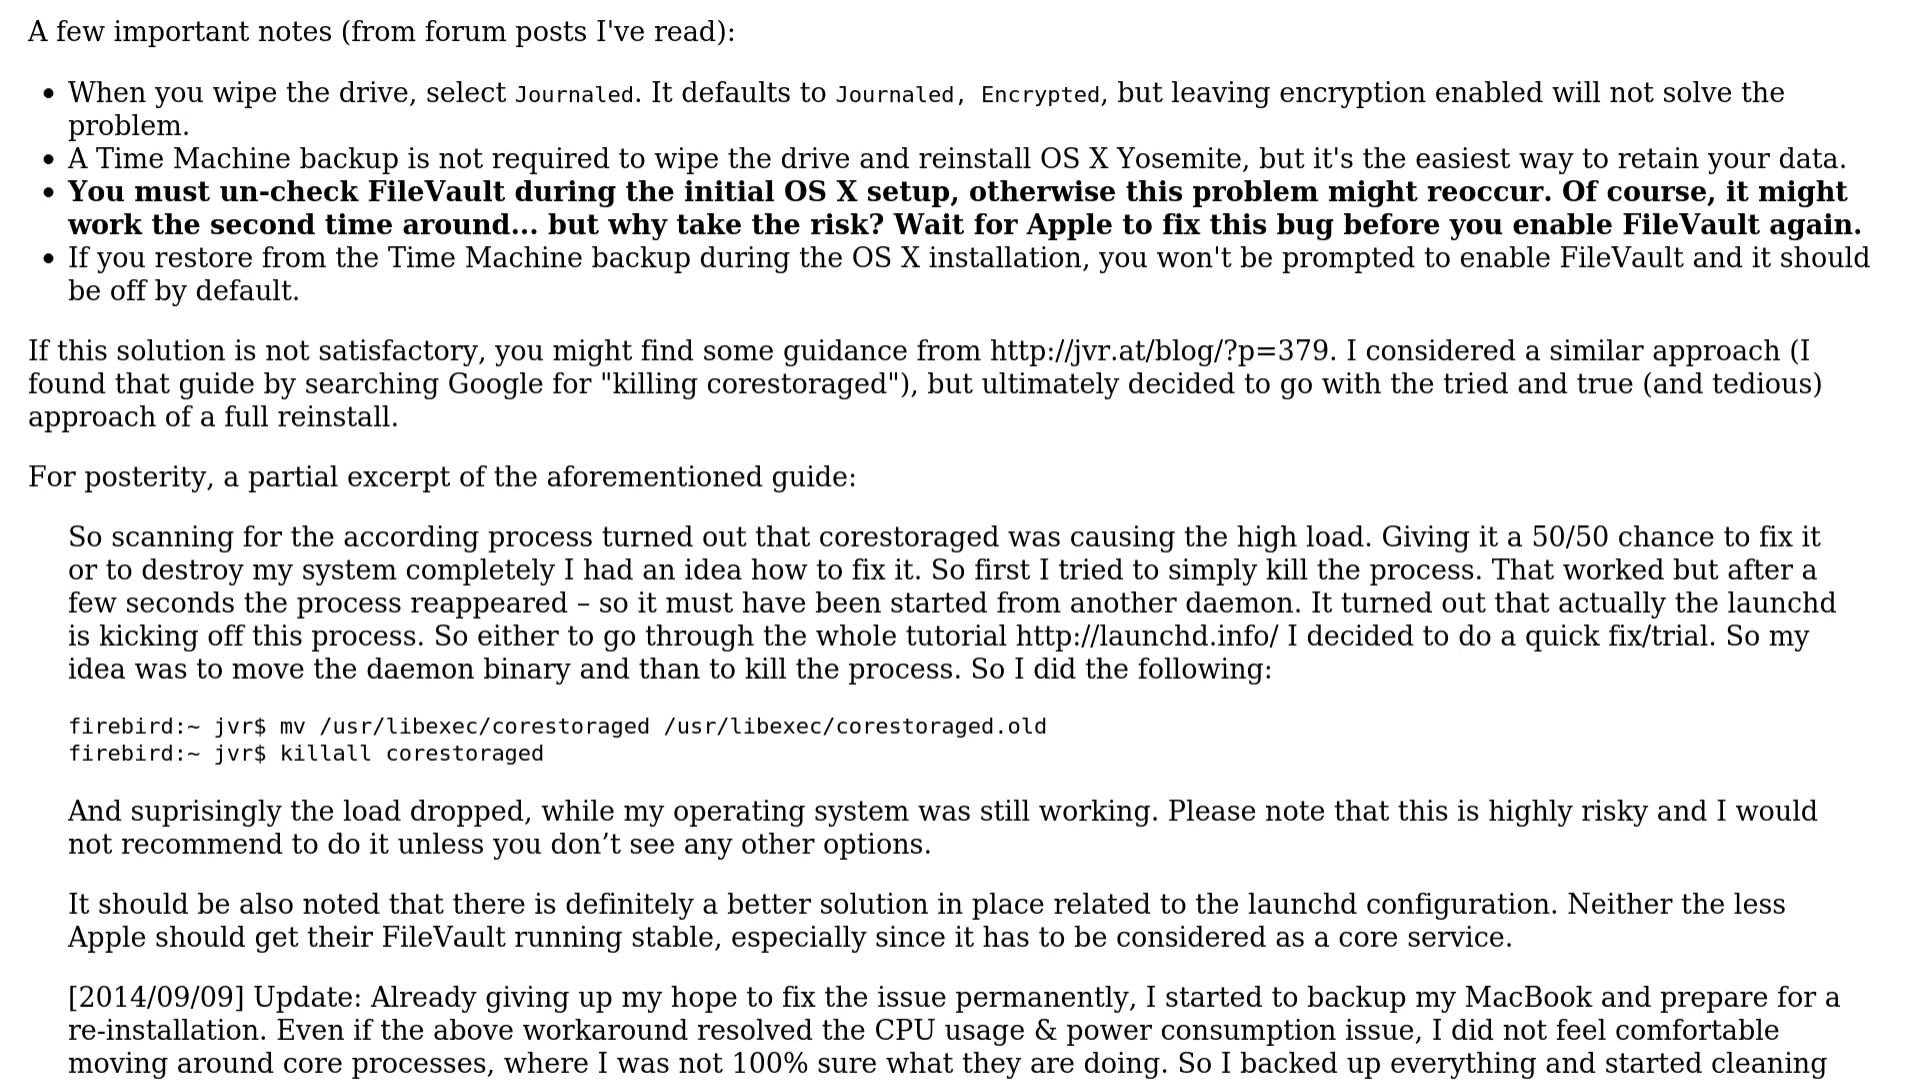 A few important notes (from forum posts I've read):
• When you wipe the drive, select Journaled. It defaults to Journaled, Encrypted, but leaving encryption enabled will not solve the
problem.
• A Time Machine backup is not required to wipe the drive and reinstall OS X Yosemite, but it's the easiest way to retain your data.
• You must un-check FileVault during the initial OS X setup, otherwise this problem might reoccur. Of course, it might
work the second time around... but why take the risk? Wait for Apple to fix this bug before you enable FileVault again.
• If you restore from the Time Machine backup during the OS X installation, you won't be prompted to enable FileVault and it should
be off by default.
If this solution is not satisfactory, you might find some guidance from http://jvr.at/blog/?p=379. I considered a similar approach (I
found that guide by searching Google for "killing corestoraged"), but ultimately decided to go with the tried and true (and tedious)
approach of a full reinstall.
For posterity, a partial excerpt of the aforementioned guide:
So scanning for the according process turned out that corestoraged was causing the high load. Giving it a 50/50 chance to fix it
or to destroy my system completely I had an idea how to fix it. So first I tried to simply kill the process. That worked but after a
few seconds the process reappeared – so it must have been started from another daemon. It turned out that actually the launchd
is kicking off this process. So either to go through the whole tutorial http://launchd.info/ I decided to do a quick fix/trial. So my
idea was to move the daemon binary and than to kill the process. So I did the following:
firebird:~ jvr$ mv /usr/libexec/corestoraged /usr/libexec/corestoraged.old
firebird:~ jvr$ killall corestoraged
And suprisingly the load dropped, while my operating system was still working. Please note that this is highly risky and I would
not recommend to do it unless you don’t see any other options.
It should be also noted that there is definitely a better solution in place related to the launchd configuration. Neither the less
Apple should get their FileVault running stable, especially since it has to be considered as a core service.
[2014/09/09] Update: Already giving up my hope to fix the issue permanently, I started to backup my MacBook and prepare for a
re-installation. Even if the above workaround resolved the CPU usage & power consumption issue, I did not feel comfortable
moving around core processes, where I was not 100% sure what they are doing. So I backed up everything and started cleaning